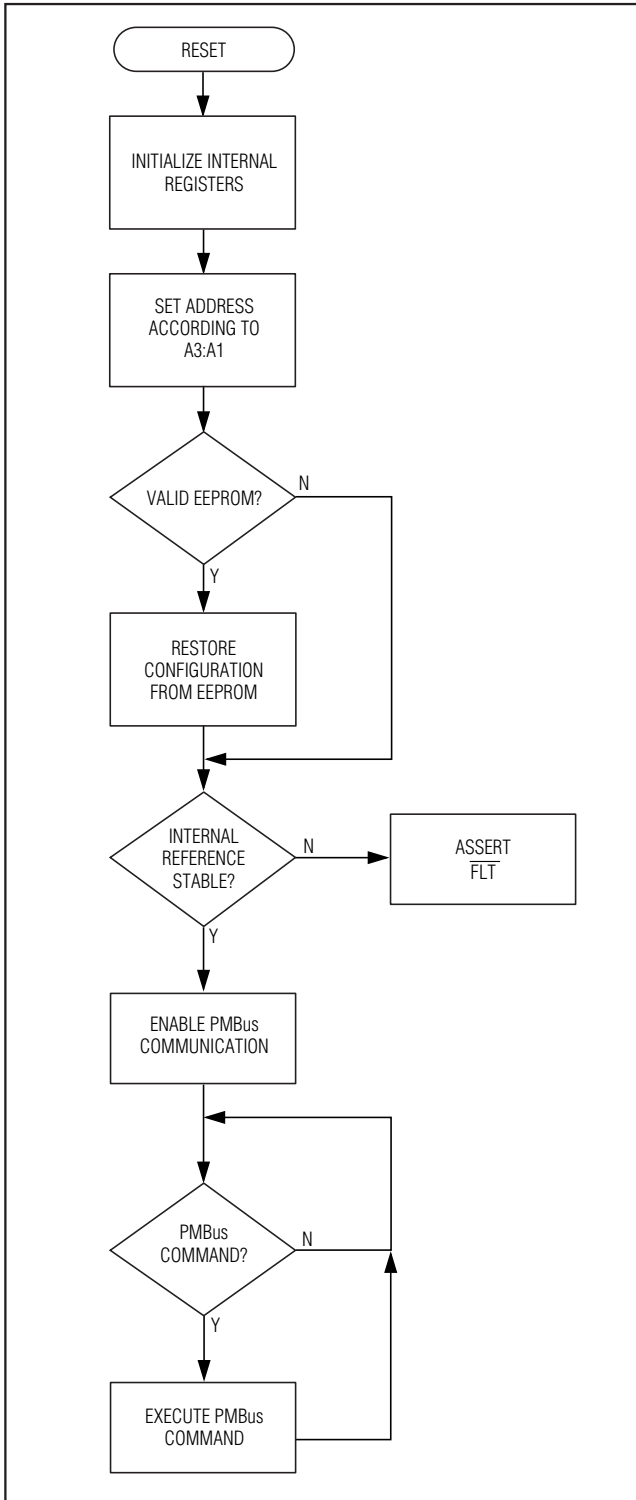 RESET
INITIALIZE INTERNAL
REGISTERS
SET ADDRESS
ACCORDING TO
A3:A1
VALID EEPROM?
N
Y
RESTORE
CONFIGURATION
FROM EEPROM
INTERNAL
REFERENCE
STABLE?
N
ASSERT
F̅L̅T̅
Y
ENABLE PMBus
COMMUNICATION
PMBus
COMMAND?
N
Y
EXECUTE PMBus
COMMAND